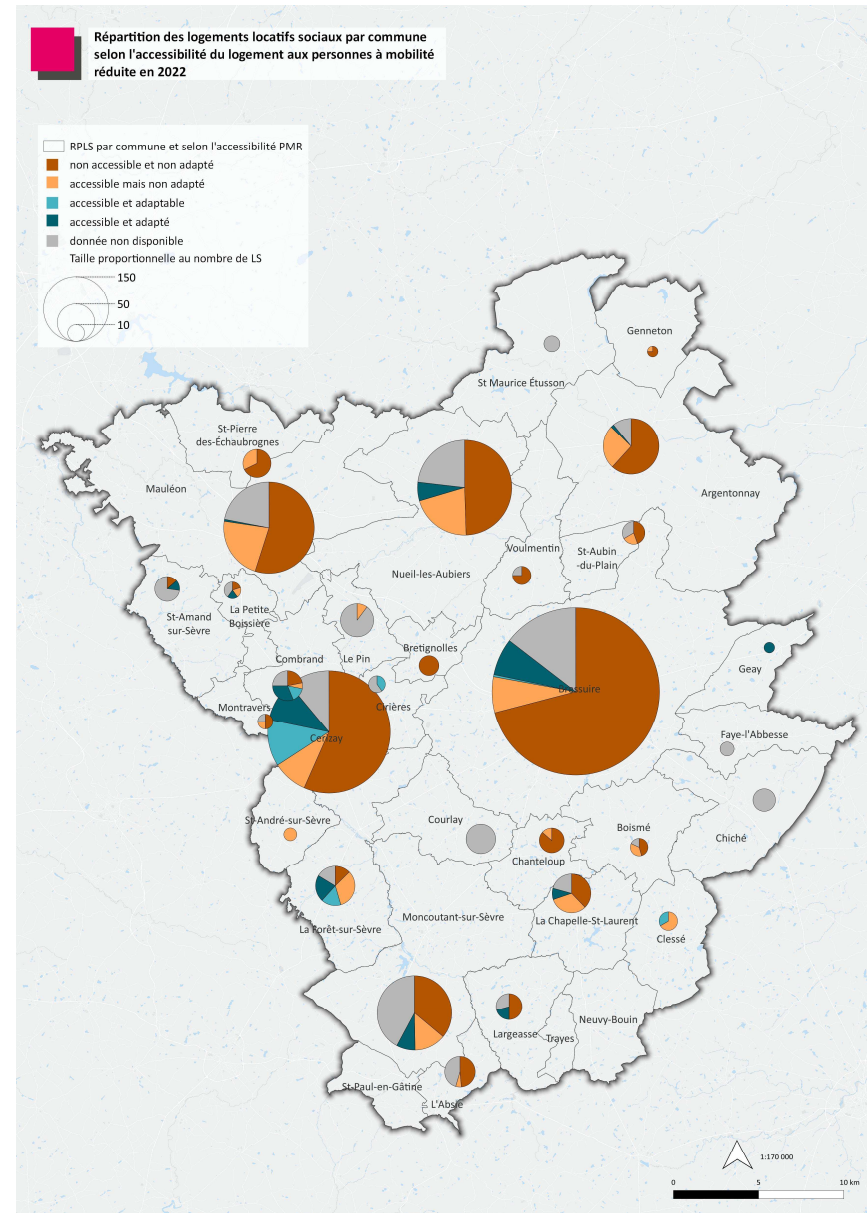 Répartition des logements locatifs sociaux par commune
selon l'accessibilité du logement aux personnes à mobilité
réduite en 2022
RPLS par commune et selon l'accessibilité PMR
non accessible et non adapté
accessible mais non adapté
accessible et adaptable
accessible et adapté
donnée non disponible
Taille proportionnelle au nombre de LS
150
50
10
Genneton
St Maurice Étusson
St-Pierre
des-Échaubrognes
Mauléon
Argentonnay
Voulmentin
St-Aubin
-du-Plain
Nueil-les-Aubiers
St-Amand
sur-Sèvre
La Petite
Boissière
Bretignolles
Combrand
Le Pin
Geay
Bressuire
Montravers
Cirières
Cerizay
Faye-l'Abbesse
St-André-sur-Sèvre
Courlay
Boismé
Chiché
Chanteloup
La Forêt-sur-Sèvre
Moncoutant-sur-Sèvre
La Chapelle-St-Laurent
Clessé
Neuvy-Bouin
Largeasse
Trayes
St-Paul-en-Gâtine
L'Absie
1:170 000
0
5
10 km